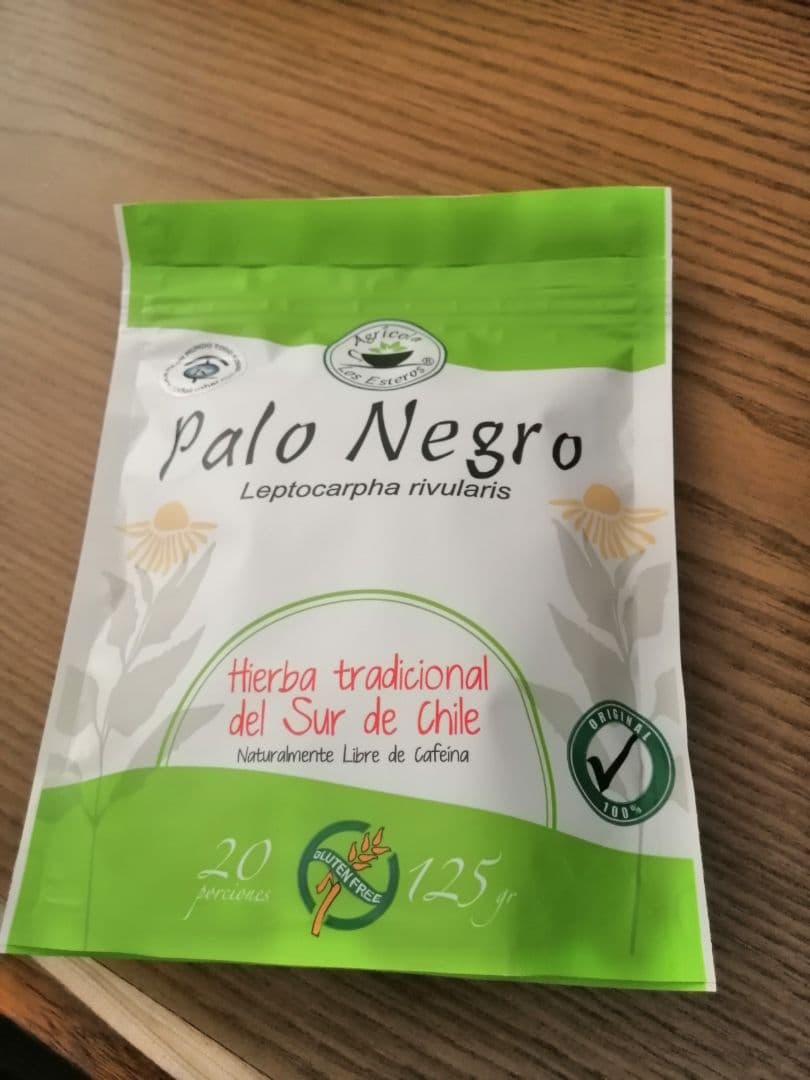 Agrícola
Los Esteros®
Palo Negro
Leptocarpha rivularis
Hierba tradicional
del Sur de Chile
Naturalmente Libre de Cafeína
ORIGINAL
100%
20
porciones
GLUTEN FREE
125 gr